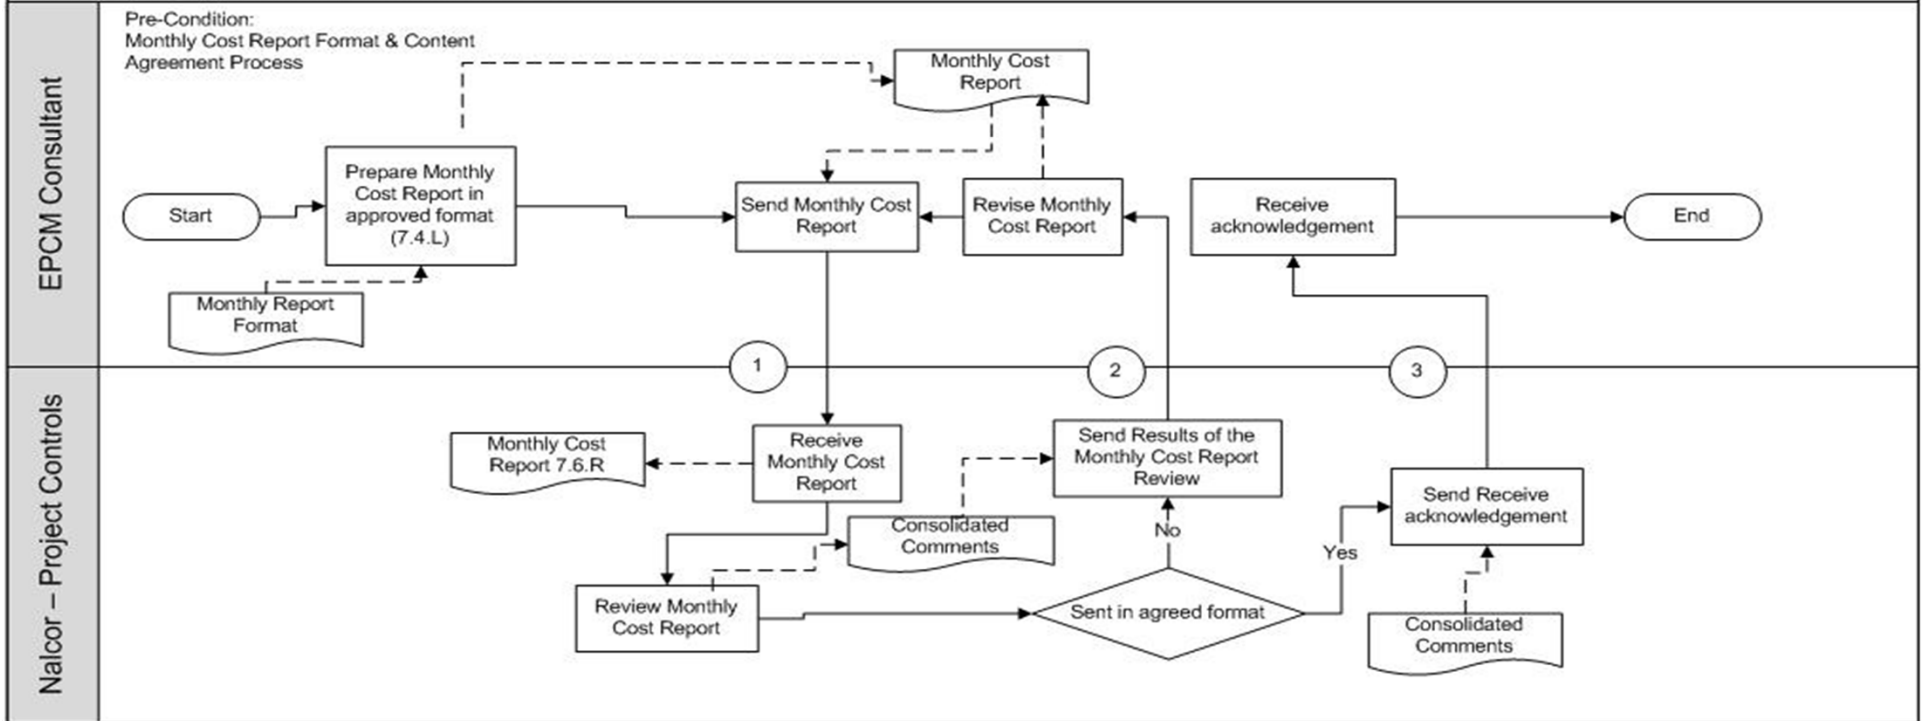 EPCM Consultant
Pre-Condition:
Monthly Cost Report Format & Content
Agreement Process
Monthly Cost
Report
Start
Prepare Monthly
Cost Report in
approved format
(7.4.L)
Send Monthly Cost
Report
Revise Monthly
Cost Report
Receive
acknowledgement
End
Monthly Report
Format
1
2
3
Nalcor – Project Controls
Monthly Cost
Report 7.6.R
Receive
Monthly Cost
Report
Send Results of the
Monthly Cost Report
Review
Send Receive
acknowledgement
Consolidated
Comments
No
Yes
Review Monthly
Cost Report
Sent in agreed format
Consolidated
Comments